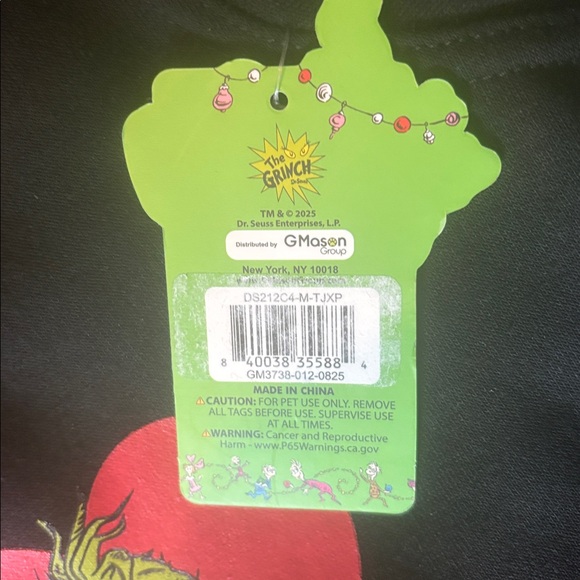 The
GRINCH
Dr. Seuss
TM & © 2025
Dr. Seuss Enterprises, L.P.
Distributed by GMason
Group
New York, NY 10018
DS212C4-M-TJXP
8 40038 35588 4
GM3738-012-0825
MADE IN CHINA
⚠CAUTION: FOR PET USE ONLY. REMOVE
ALL TAGS BEFORE USE. SUPERVISE USE
AT ALL TIMES.
⚠WARNING: Cancer and Reproductive
Harm - www.P65Warnings.ca.gov